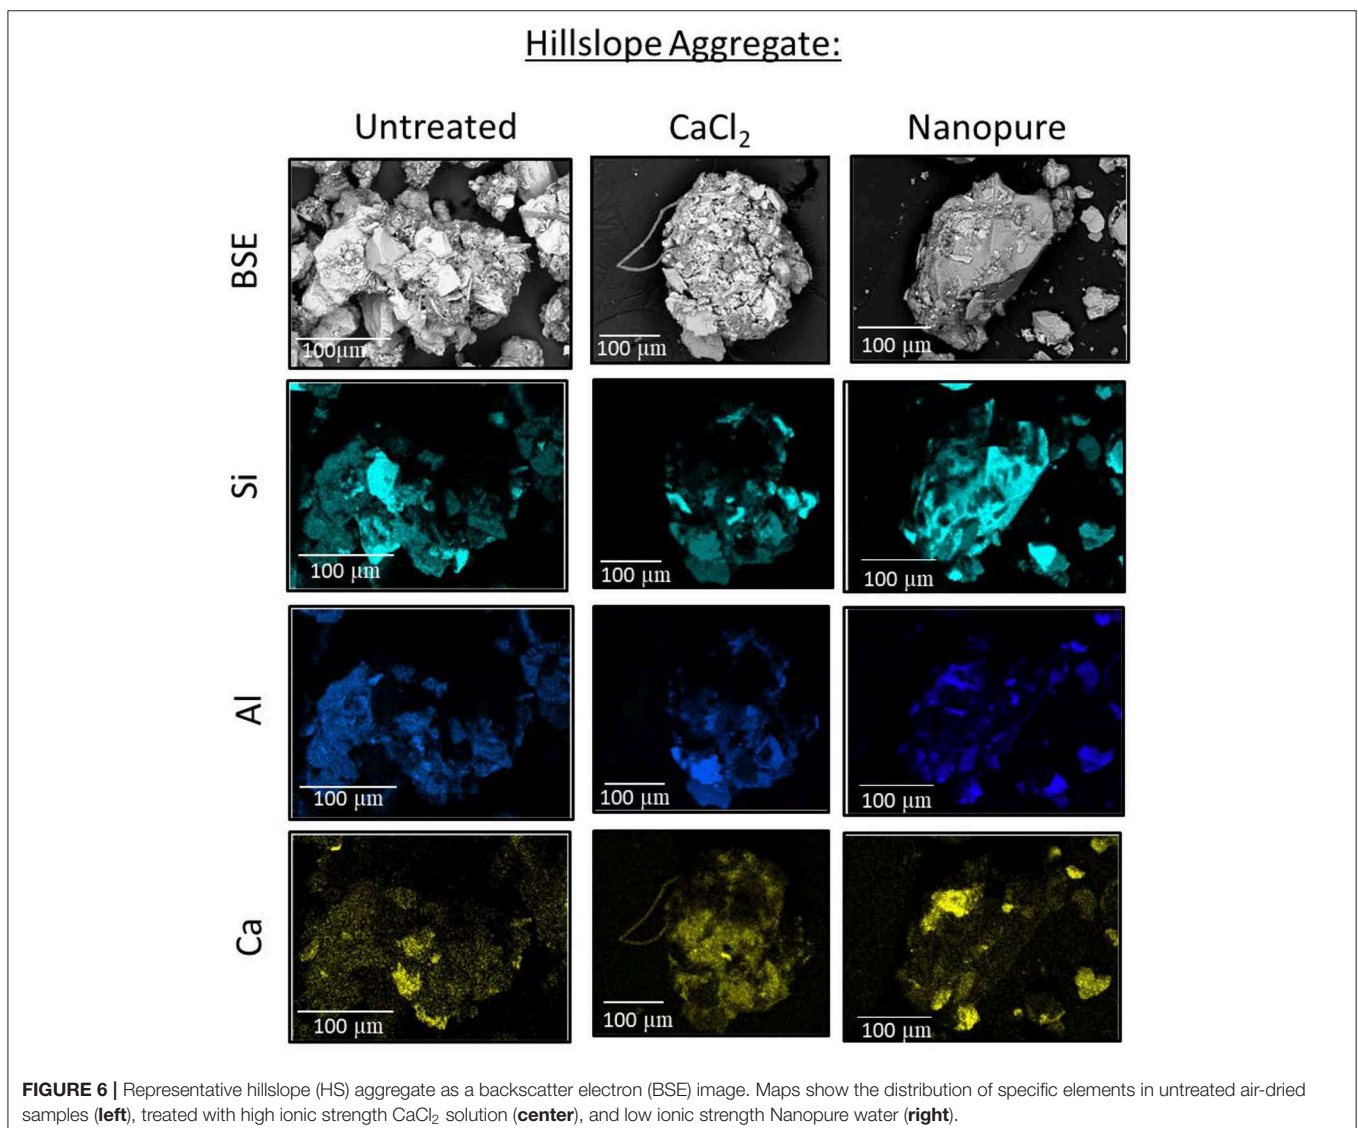 Hillslope Aggregate:
Untreated CaCl₂ Nanopure
BSE
100µm 100 µm 100 µm
Si
100 µm 100 µm 100 µm
Al
100 µm 100 µm 100 µm
Ca
100 µm 100 µm 100 µm
FIGURE 6 | Representative hillslope (HS) aggregate as a backscatter electron (BSE) image. Maps show the distribution of specific elements in untreated air-dried
samples (left), treated with high ionic strength CaCl₂ solution (center), and low ionic strength Nanopure water (right).